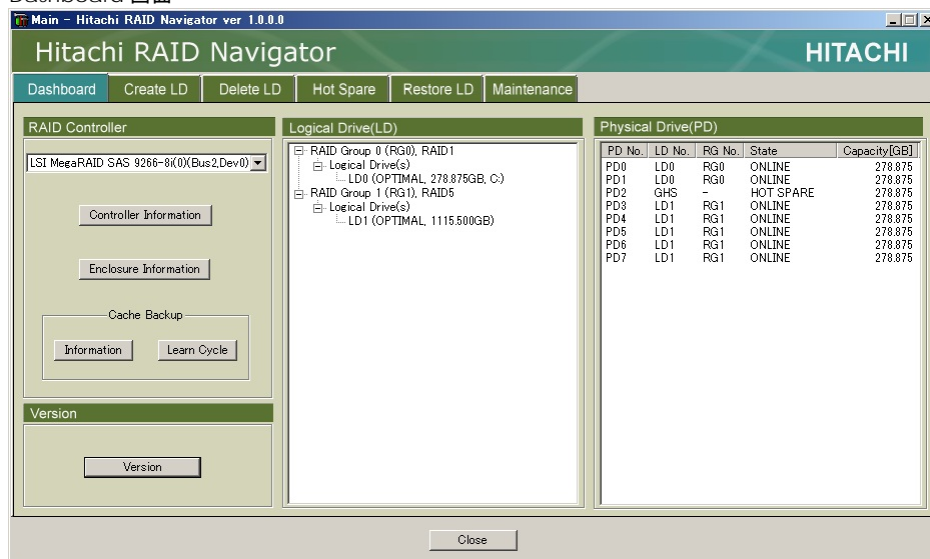 Dashboard 画面
Main - Hitachi RAID Navigator ver 1.0.0.0
Hitachi RAID Navigator
HITACHI
Dashboard Create LD Delete LD Hot Spare Restore LD Maintenance
RAID Controller
LSI MegaRAID SAS 9266-8i(0)(Bus2,Dev0)
Controller Information
Enclosure Information
Cache Backup
Information Learn Cycle
Version
Version
Logical Drive(LD)
RAID Group 0 (RG0), RAID1
Logical Drive(s)
LD0 (OPTIMAL, 278.875GB, C:)
RAID Group 1 (RG1), RAID5
Logical Drive(s)
LD1 (OPTIMAL, 1115.500GB)
Physical Drive(PD)
PD No. LD No. RG No. State Capacity[GB]
PD0 LD0 RG0 ONLINE 278.875
PD1 LD0 RG0 ONLINE 278.875
PD2 GHS - HOT SPARE 278.875
PD3 LD1 RG1 ONLINE 278.875
PD4 LD1 RG1 ONLINE 278.875
PD5 LD1 RG1 ONLINE 278.875
PD6 LD1 RG1 ONLINE 278.875
PD7 LD1 RG1 ONLINE 278.875
Close